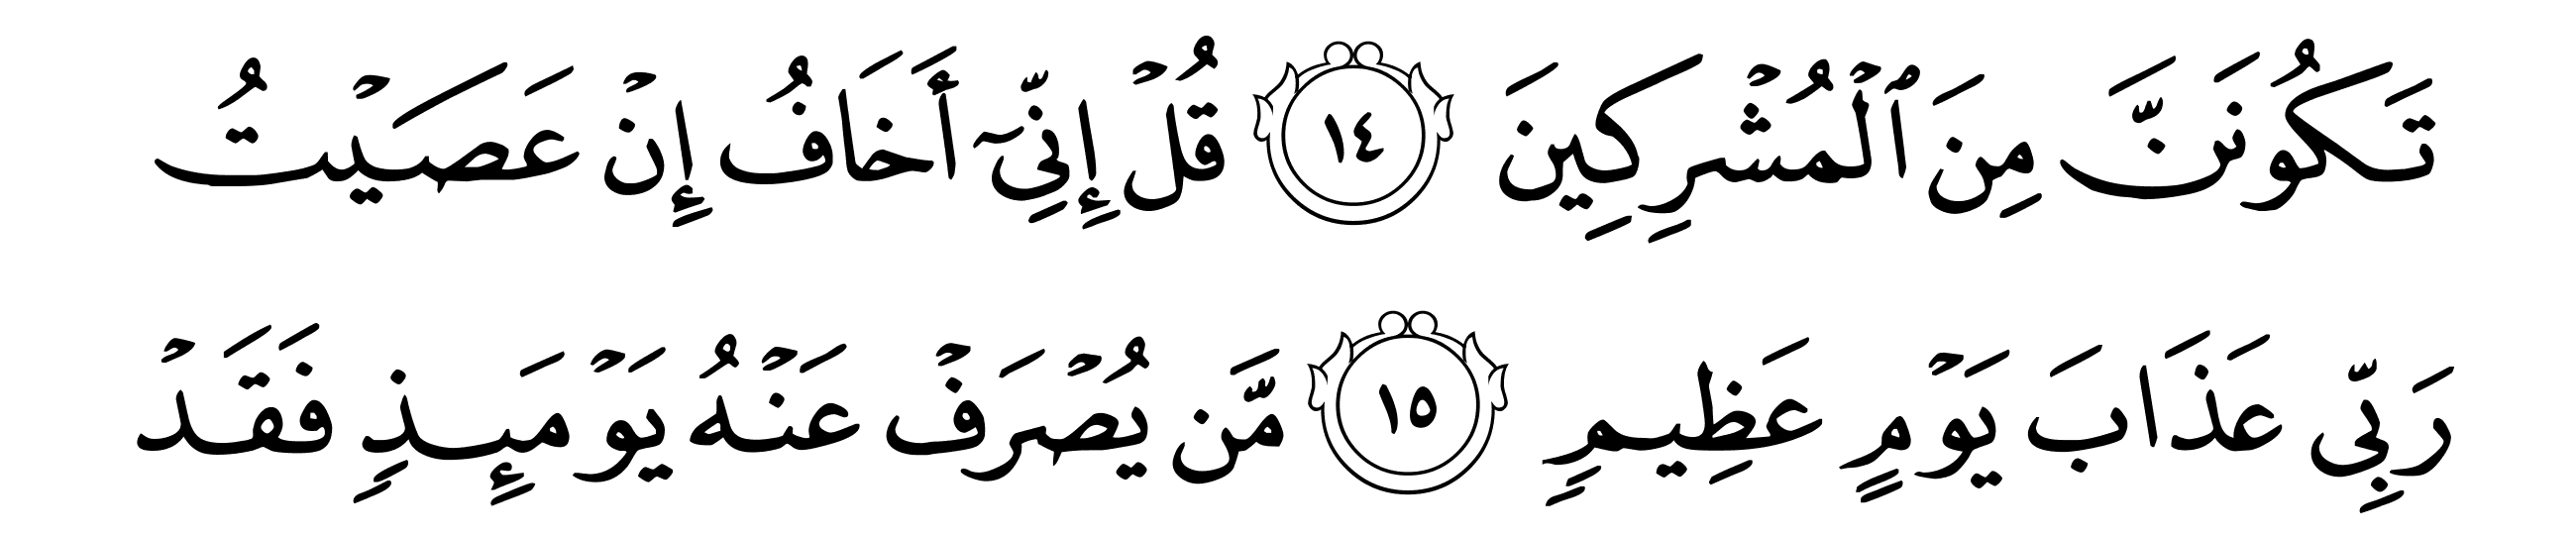 تَكُونَنَّ مِنَ ٱلۡمُشۡرِكِينَ ١٤ قُلۡ إِنِّيٓ أَخَافُ إِنۡ عَصَيۡتُ
رَبِّي عَذَابَ يَوۡمٍ عَظِيمٖ ١٥ مَّن يُصۡرَفۡ عَنۡهُ يَوۡمَئِذٖ فَقَدۡ